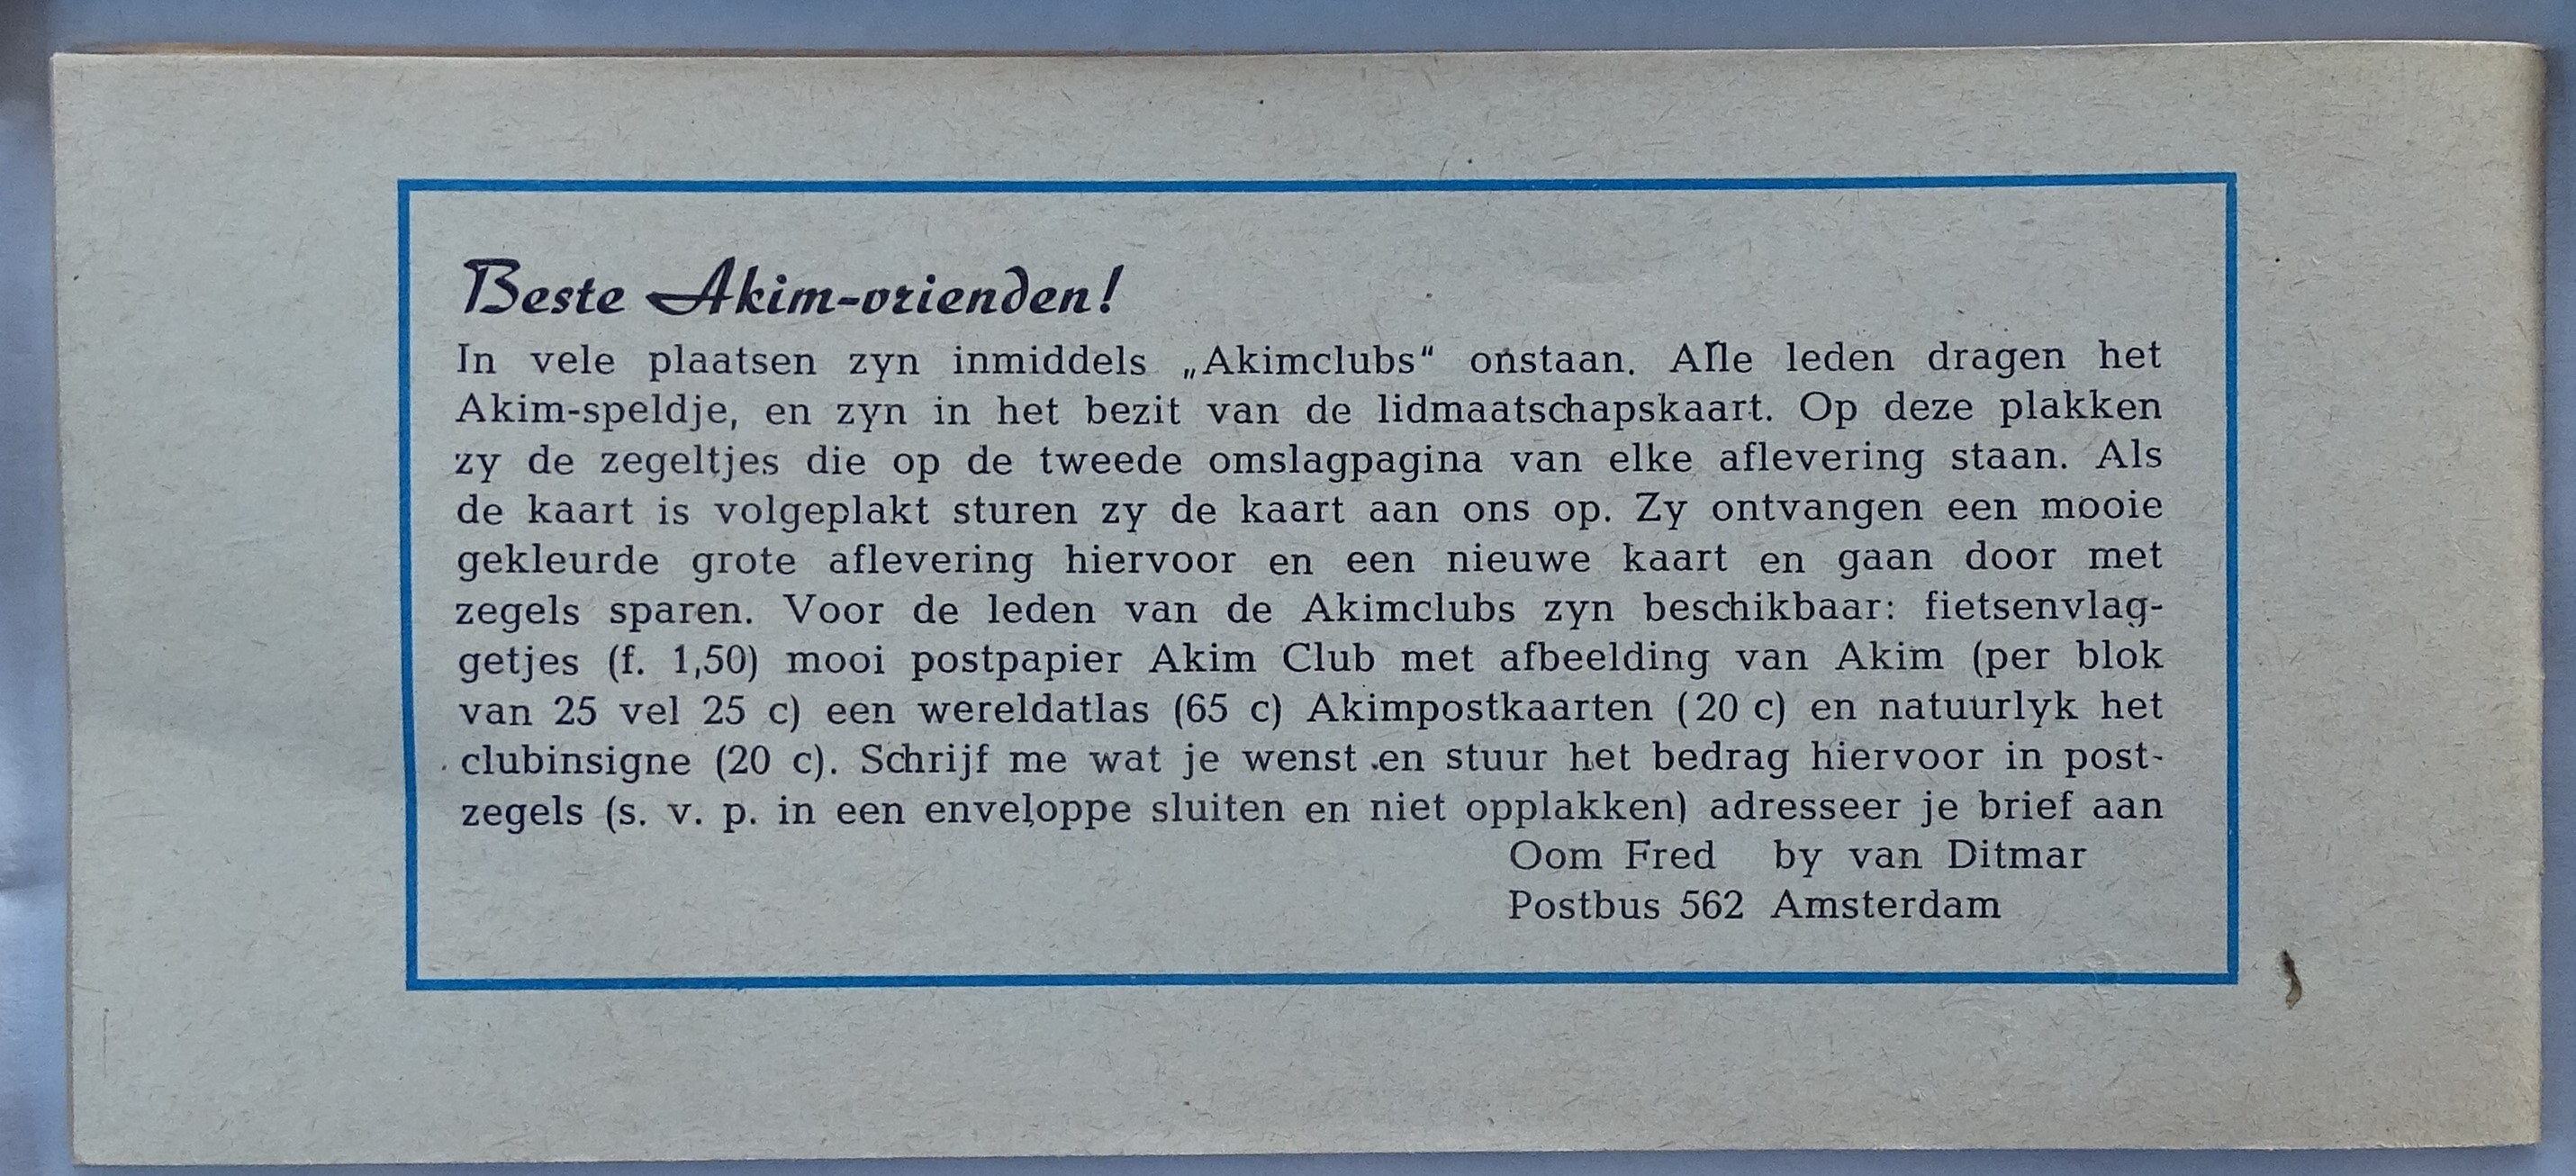 Beste Akim-vrienden!
In vele plaatsen zyn inmiddels „Akimclubs“ onstaan. Alle leden dragen het
Akim-speldje, en zyn in het bezit van de lidmaatschapskaart. Op deze plakken
zy de zegeltjes die op de tweede omslagpagina van elke aflevering staan. Als
de kaart is volgeplakt sturen zy de kaart aan ons op. Zy ontvangen een mooie
gekleurde grote aflevering hiervoor en een nieuwe kaart en gaan door met
zegels sparen. Voor de leden van de Akimclubs zyn beschikbaar: fietsenvlag-
getjes (f. 1,50) mooi postpapier Akim Club met afbeelding van Akim (per blok
van 25 vel 25 c) een wereldatlas (65 c) Akimpostkaarten (20 c) en natuurlyk het
clubinsigne (20 c). Schrijf me wat je wenst .en stuur het bedrag hiervoor in post-
zegels (s. v. p. in een enveloppe sluiten en niet opplakken) adresseer je brief aan
Oom Fred by van Ditmar
Postbus 562 Amsterdam